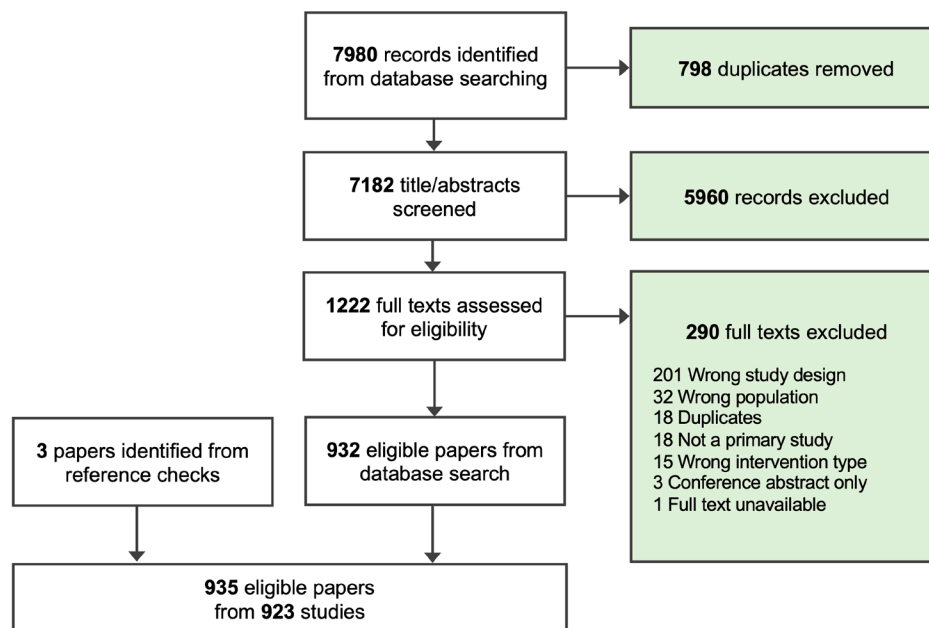 7980 records identified
from database searching
798 duplicates removed
7182 title/abstracts
screened
5960 records excluded
1222 full texts assessed
for eligibility
290 full texts excluded
201 Wrong study design
32 Wrong population
18 Duplicates
18 Not a primary study
15 Wrong intervention type
3 Conference abstract only
1 Full text unavailable
3 papers identified from
reference checks
932 eligible papers from
database search
935 eligible papers
from 923 studies